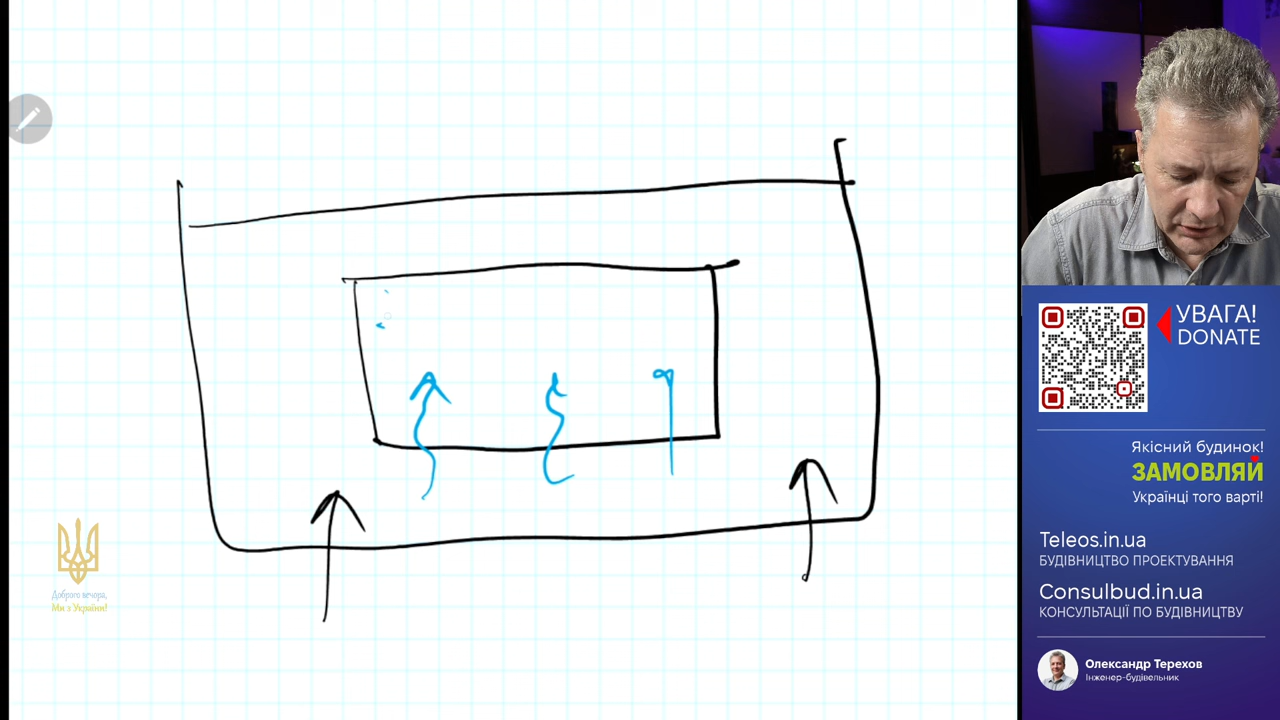 УВАГА!
DONATE
Якісний будинок!
ЗАМОВЛЯЙ
Українці того варті!
Teleos.in.ua
БУДІВНИЦТВО ПРОЕКТУВАННЯ
Consulbud.in.ua
КОНСУЛЬТАЦІЇ ПО БУДІВНИЦТВУ
Олександр Терехов
Інженер-будівельник
Доброго вечора,
Ми з України!